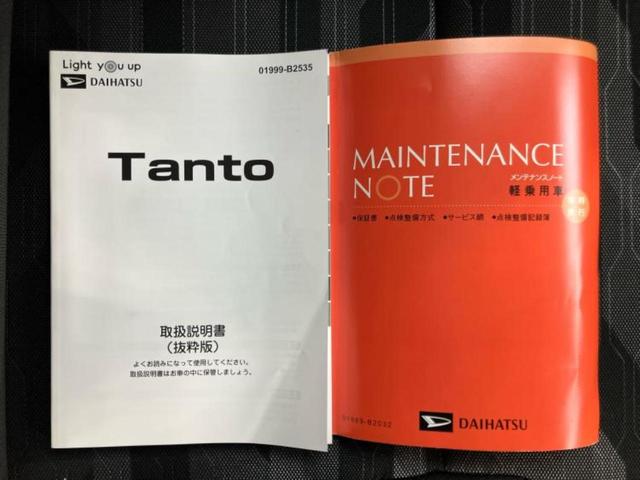 Light you up
DAIHATSU
01999-B2535
Tanto
取扱説明書
（抜粋版）
よくお読みになって使用してください。
取扱説明書はお車の中に保管しましょう。
MAINTENANCE
NOTE
メンテナンスノート
軽乗用車
●保証書 ●点検整備方式 ●サービス網 ●点検整備記録簿
01999-B2032
DAIHATSU